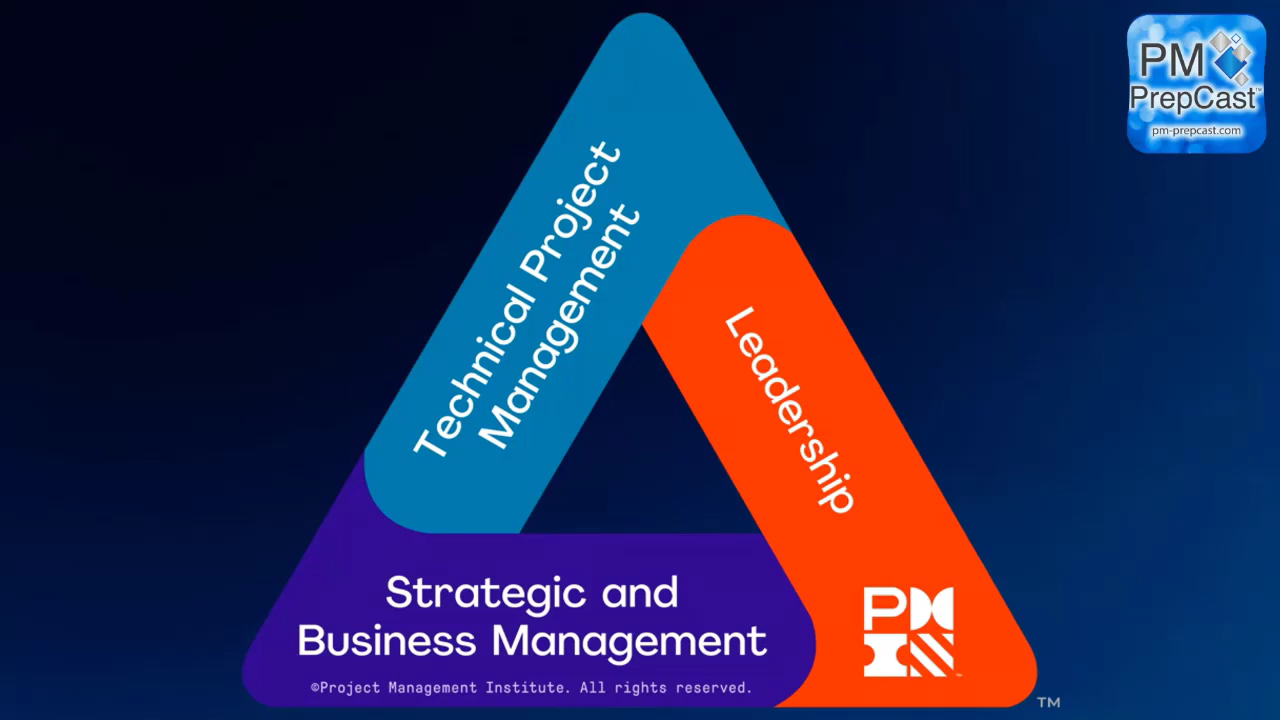 PM
PrepCast™
pm-prepcast.com
Technical Project
Management
Leadership
Strategic and
Business Management
©Project Management Institute. All rights reserved.
TM